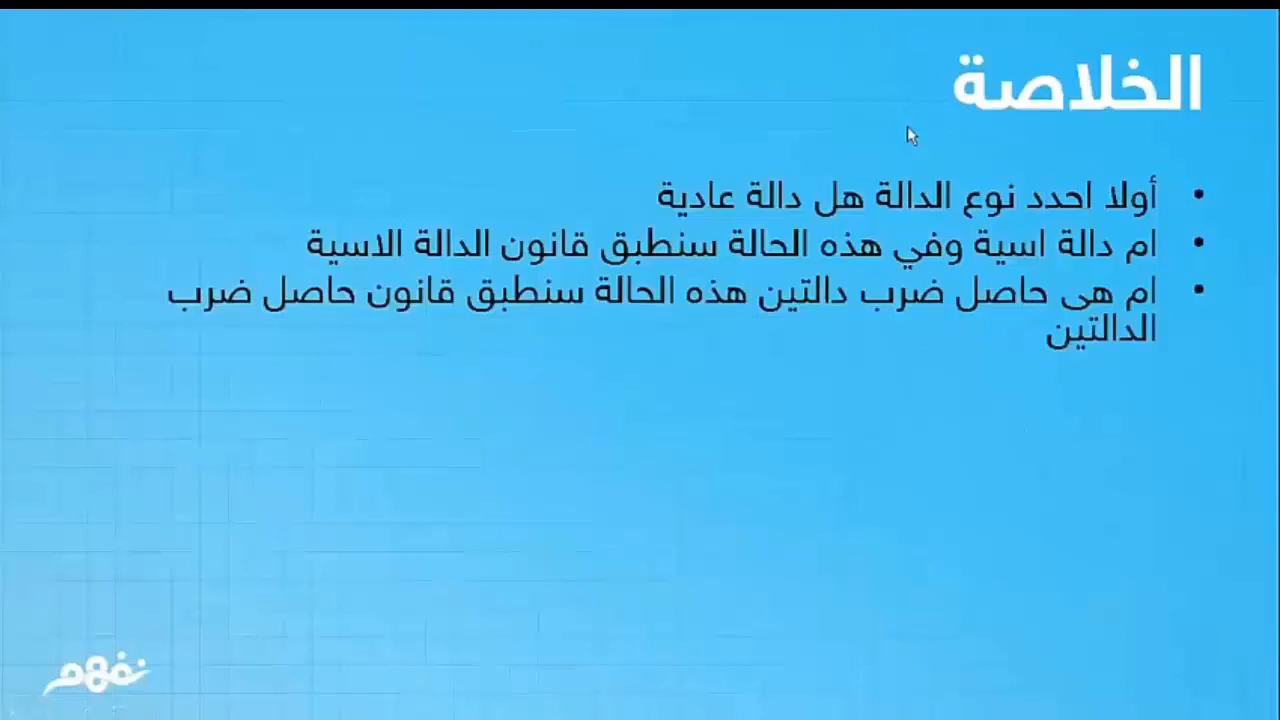 الخلاصة
• أولا احدد نوع الدالة هل دالة عادية
• ام دالة اسية وفي هذه الحالة سنطبق قانون الدالة الاسية
• ام هى حاصل ضرب دالتين هذه الحالة سنطبق قانون حاصل ضرب
الدالتين
نفهم